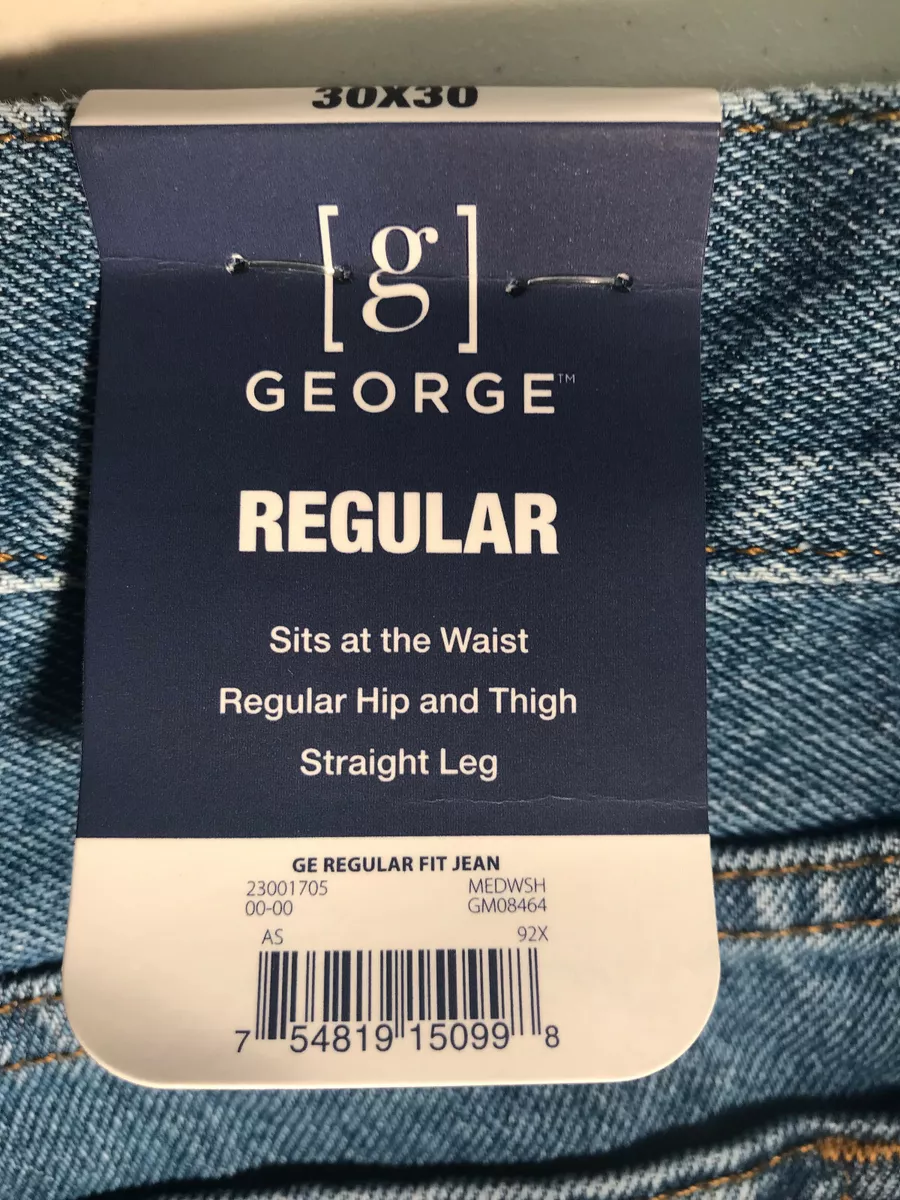 30X30
[g]
GEORGE™
REGULAR
Sits at the Waist
Regular Hip and Thigh
Straight Leg
GE REGULAR FIT JEAN
23001705 MEDWSH
00-00 GM08464
AS 92X
7 54819 15099 8